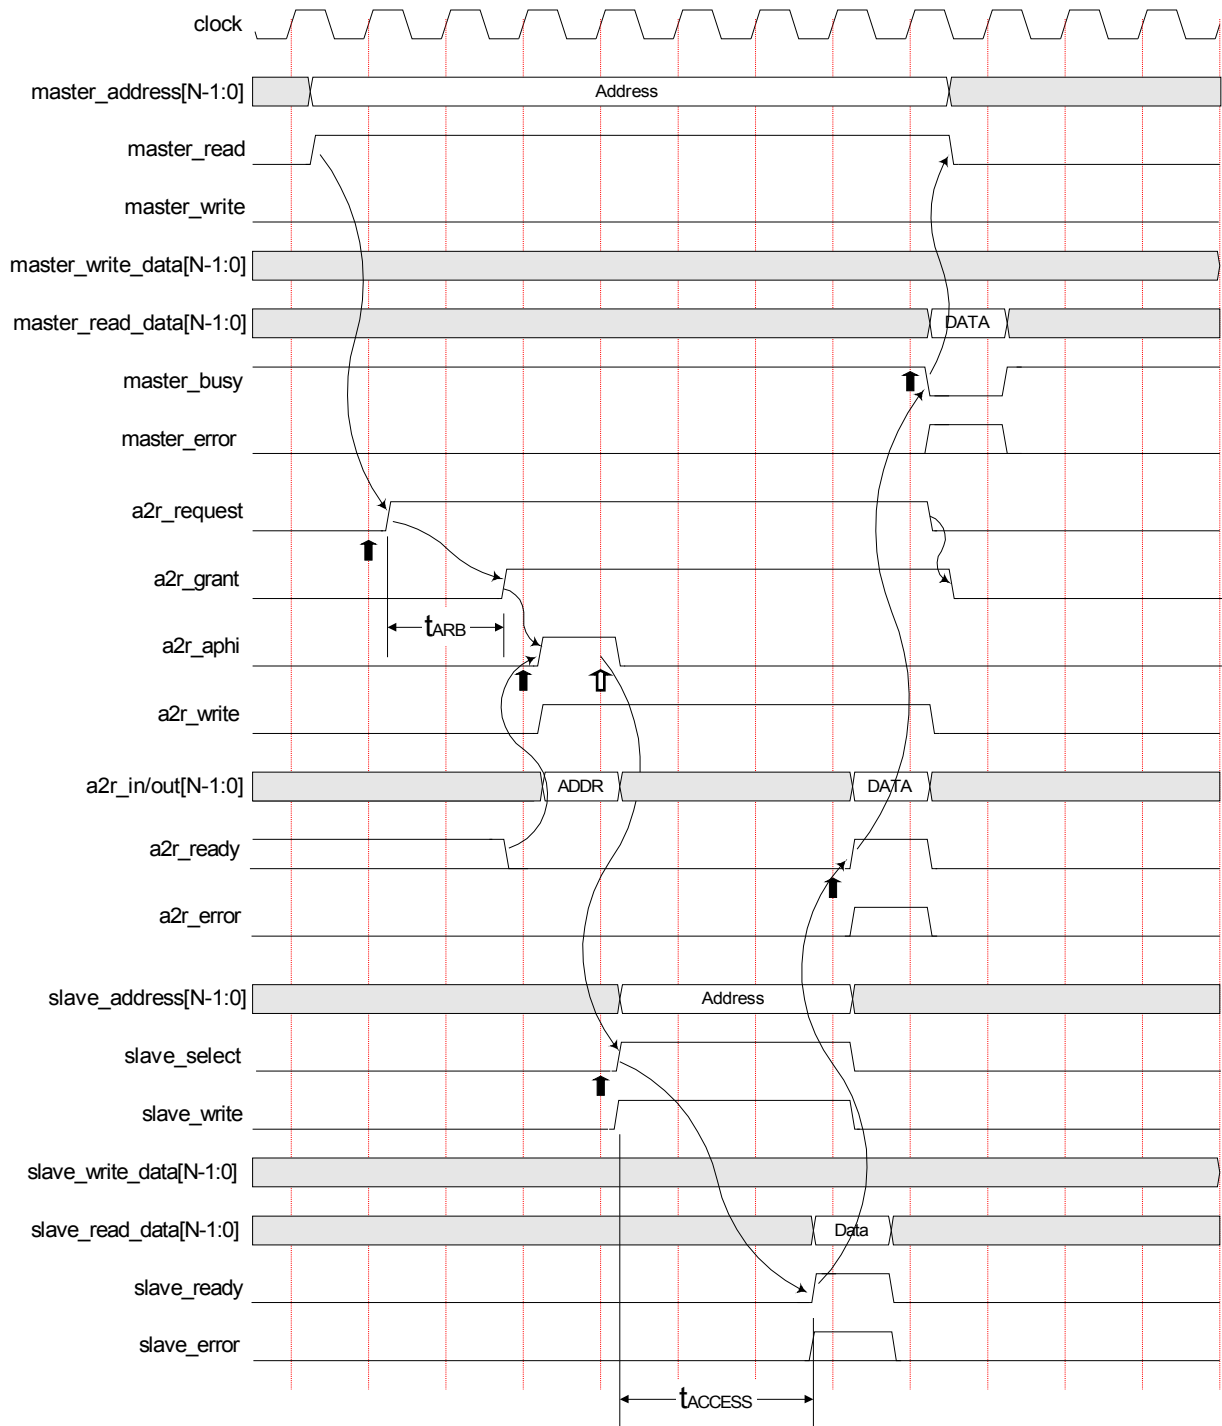 clock
master_address[N-1:0]
Address
master_read
master_write
master_write_data[N-1:0]
master_read_data[N-1:0]
DATA
master_busy
master_error
a2r_request
a2r_grant
tARB
a2r_aphi
a2r_write
a2r_in/out[N-1:0]
ADDR
DATA
a2r_ready
a2r_error
slave_address[N-1:0]
Address
slave_select
slave_write
slave_write_data[N-1:0]
slave_read_data[N-1:0]
Data
slave_ready
slave_error
tACCESS